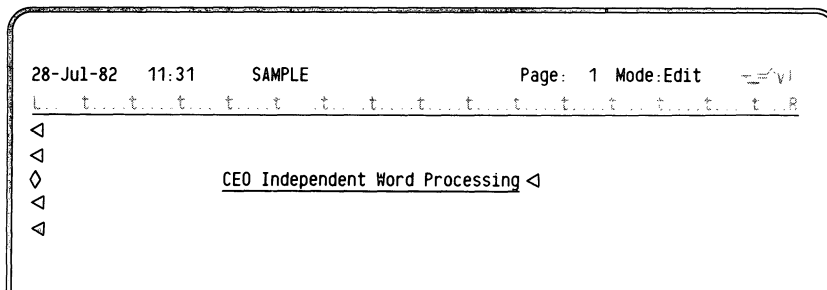 28-Jul-82 11:31 SAMPLE Page: 1 Mode:Edit
L... t....t....t....t....t....t....t....t....t....t....t....t....t....t...R
◁
◁
◊ CEO Independent Word Processing ◁
◁
◁